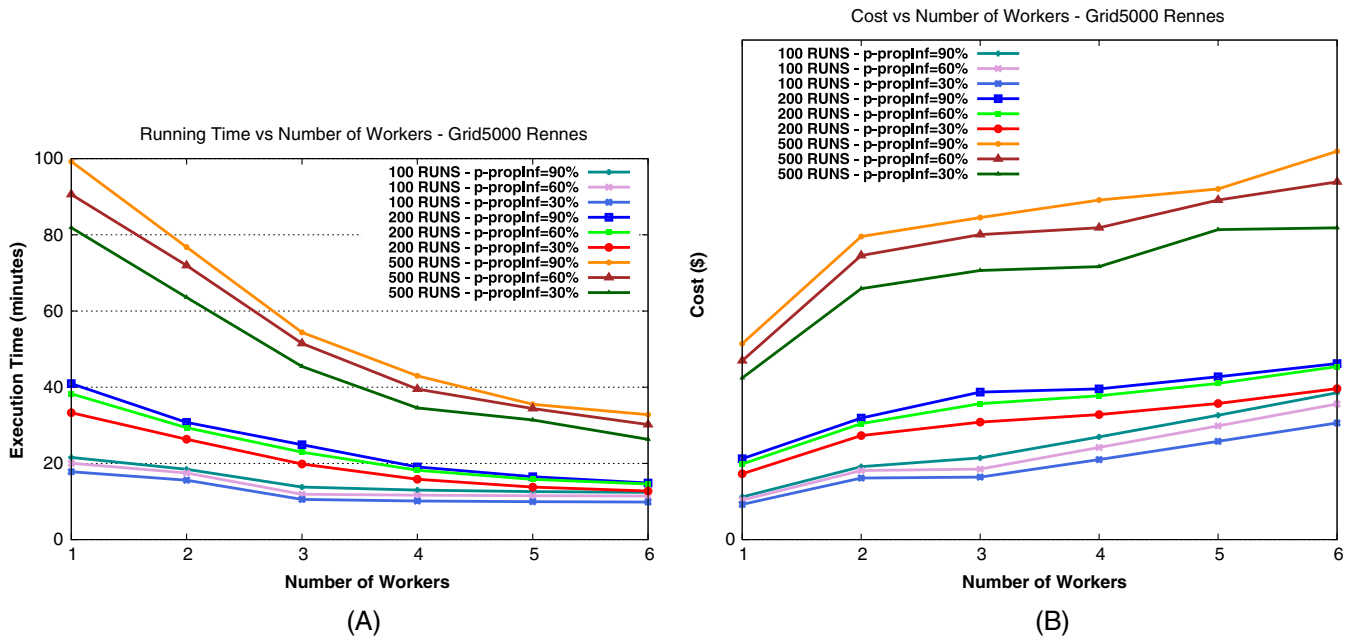 Running Time vs Number of Workers - Grid5000 Rennes
100 RUNS - p-propInf=90%
100 RUNS - p-propInf=60%
100 RUNS - p-propInf=30%
200 RUNS - p-propInf=90%
200 RUNS - p-propInf=60%
200 RUNS - p-propInf=30%
500 RUNS - p-propInf=90%
500 RUNS - p-propInf=60%
500 RUNS - p-propInf=30%
Execution Time (minutes)
100
80
60
40
20
0
1 2 3 4 5 6
Number of Workers
(A)
Cost vs Number of Workers - Grid5000 Rennes
100 RUNS - p-propInf=90%
100 RUNS - p-propInf=60%
100 RUNS - p-propInf=30%
200 RUNS - p-propInf=90%
200 RUNS - p-propInf=60%
200 RUNS - p-propInf=30%
500 RUNS - p-propInf=90%
500 RUNS - p-propInf=60%
500 RUNS - p-propInf=30%
Cost ($)
0
1 2 3 4 5 6
Number of Workers
(B)